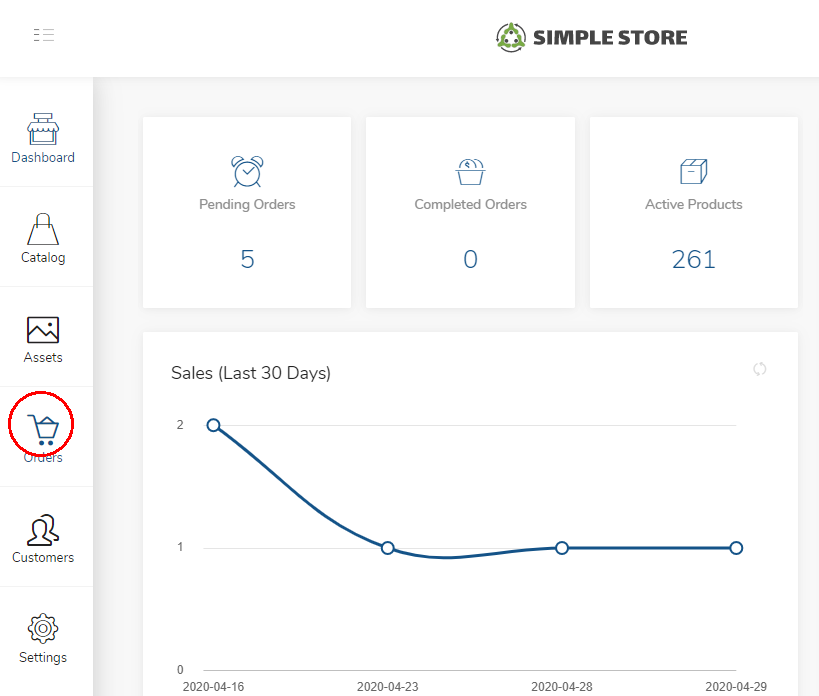 SIMPLE STORE
Dashboard
Catalog
Assets
Orders
Customers
Settings
Pending Orders
5
Completed Orders
0
Active Products
261
Sales (Last 30 Days)
2
1
0
2020-04-16 2020-04-23 2020-04-28 2020-04-29